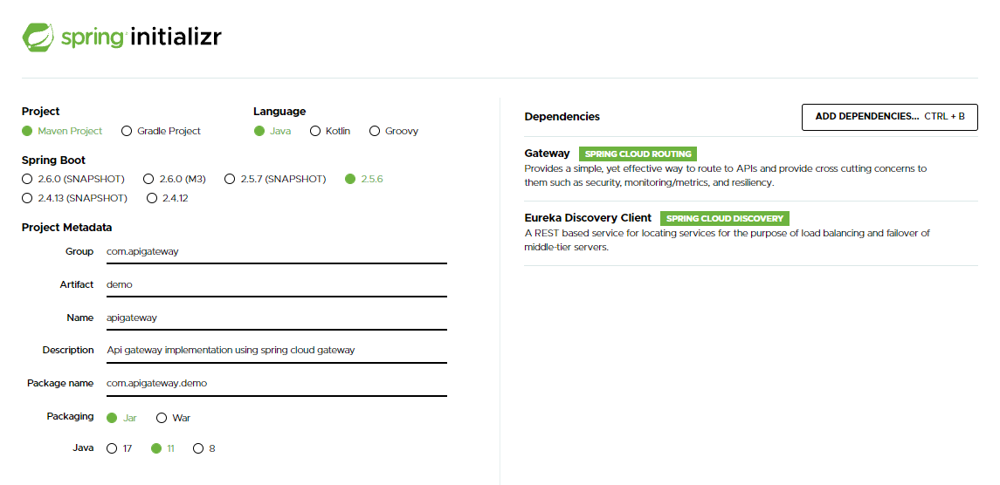 spring initializr
Project
Maven Project Gradle Project
Language
Java Kotlin Groovy
Spring Boot
2.6.0 (SNAPSHOT) 2.6.0 (M3) 2.5.7 (SNAPSHOT) 2.5.6
2.4.13 (SNAPSHOT) 2.4.12
Project Metadata
Group com.apigateway
Artifact demo
Name apigateway
Description Api gateway implementation using spring cloud gateway
Package name com.apigateway.demo
Packaging Jar War
Java 17 11 8
Dependencies
ADD DEPENDENCIES... CTRL + B
Gateway SPRING CLOUD ROUTING
Provides a simple, yet effective way to route to APIs and provide cross cutting concerns to
them such as security, monitoring/metrics, and resiliency.
Eureka Discovery Client SPRING CLOUD DISCOVERY
A REST based service for locating services for the purpose of load balancing and failover of
middle-tier servers.